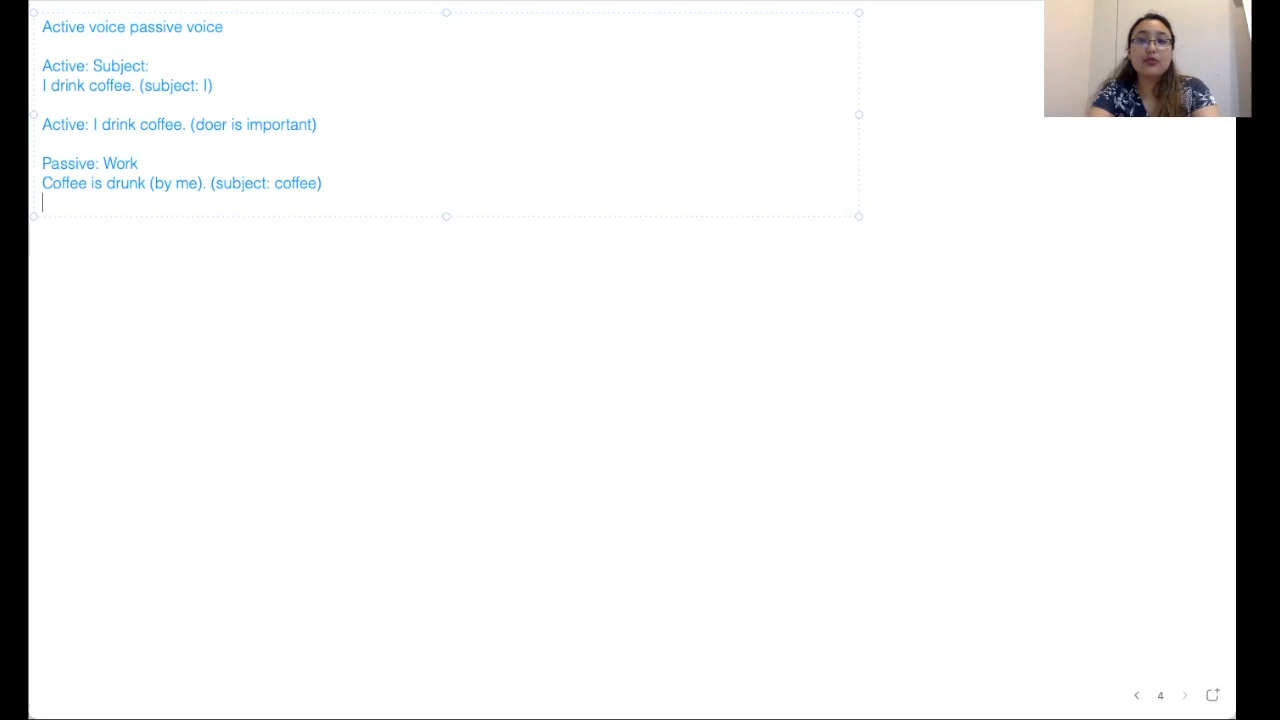 Active voice passive voice
Active: Subject:
I drink coffee. (subject: I)
Active: I drink coffee. (doer is important)
Passive: Work
Coffee is drunk (by me). (subject: coffee)
4